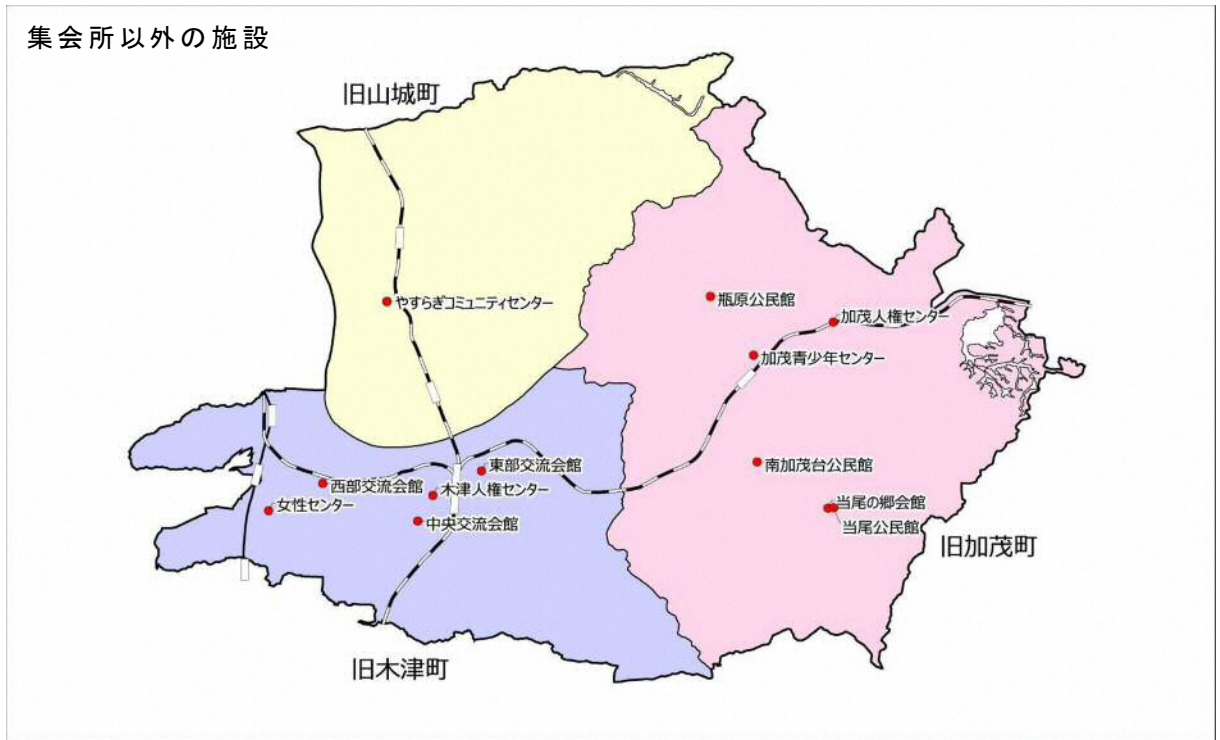 集会所以外の施設
旧山城町
やすらぎコミュニティセンター
瓶原公民館
加茂人権センター
加茂青少年センター
東部交流会館
南加茂台公民館
西部交流会館
木津人権センター
女性センター
中央交流会館
当尾の郷会館
当尾公民館
旧加茂町
旧木津町